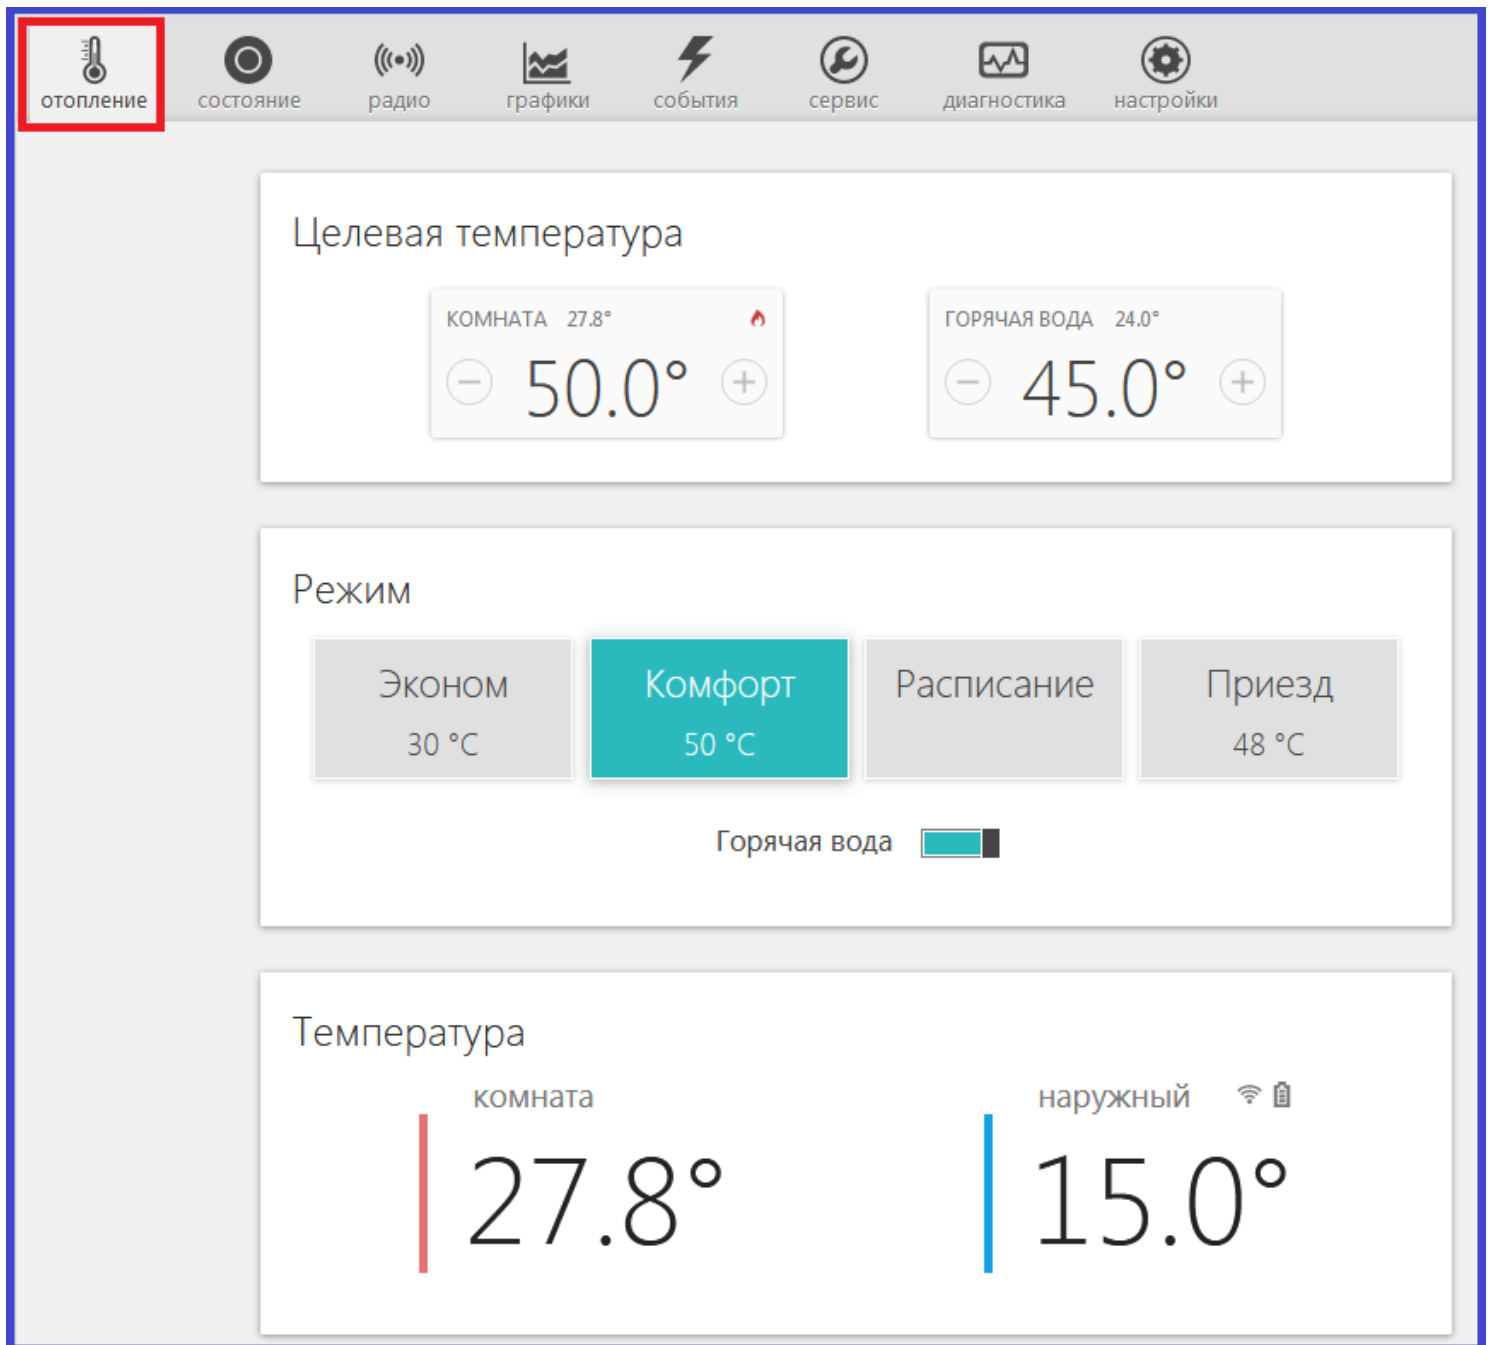 отопление состояние радио графики события сервис диагностика настройки
Целевая температура
КОМНАТА 27.8° ГОРЯЧАЯ ВОДА 24.0°
50.0° 45.0°
Режим
Эконом Комфорт Расписание Приезд
30 °C 50 °C 48 °C
Горячая вода
Температура
комната наружный
27.8° 15.0°